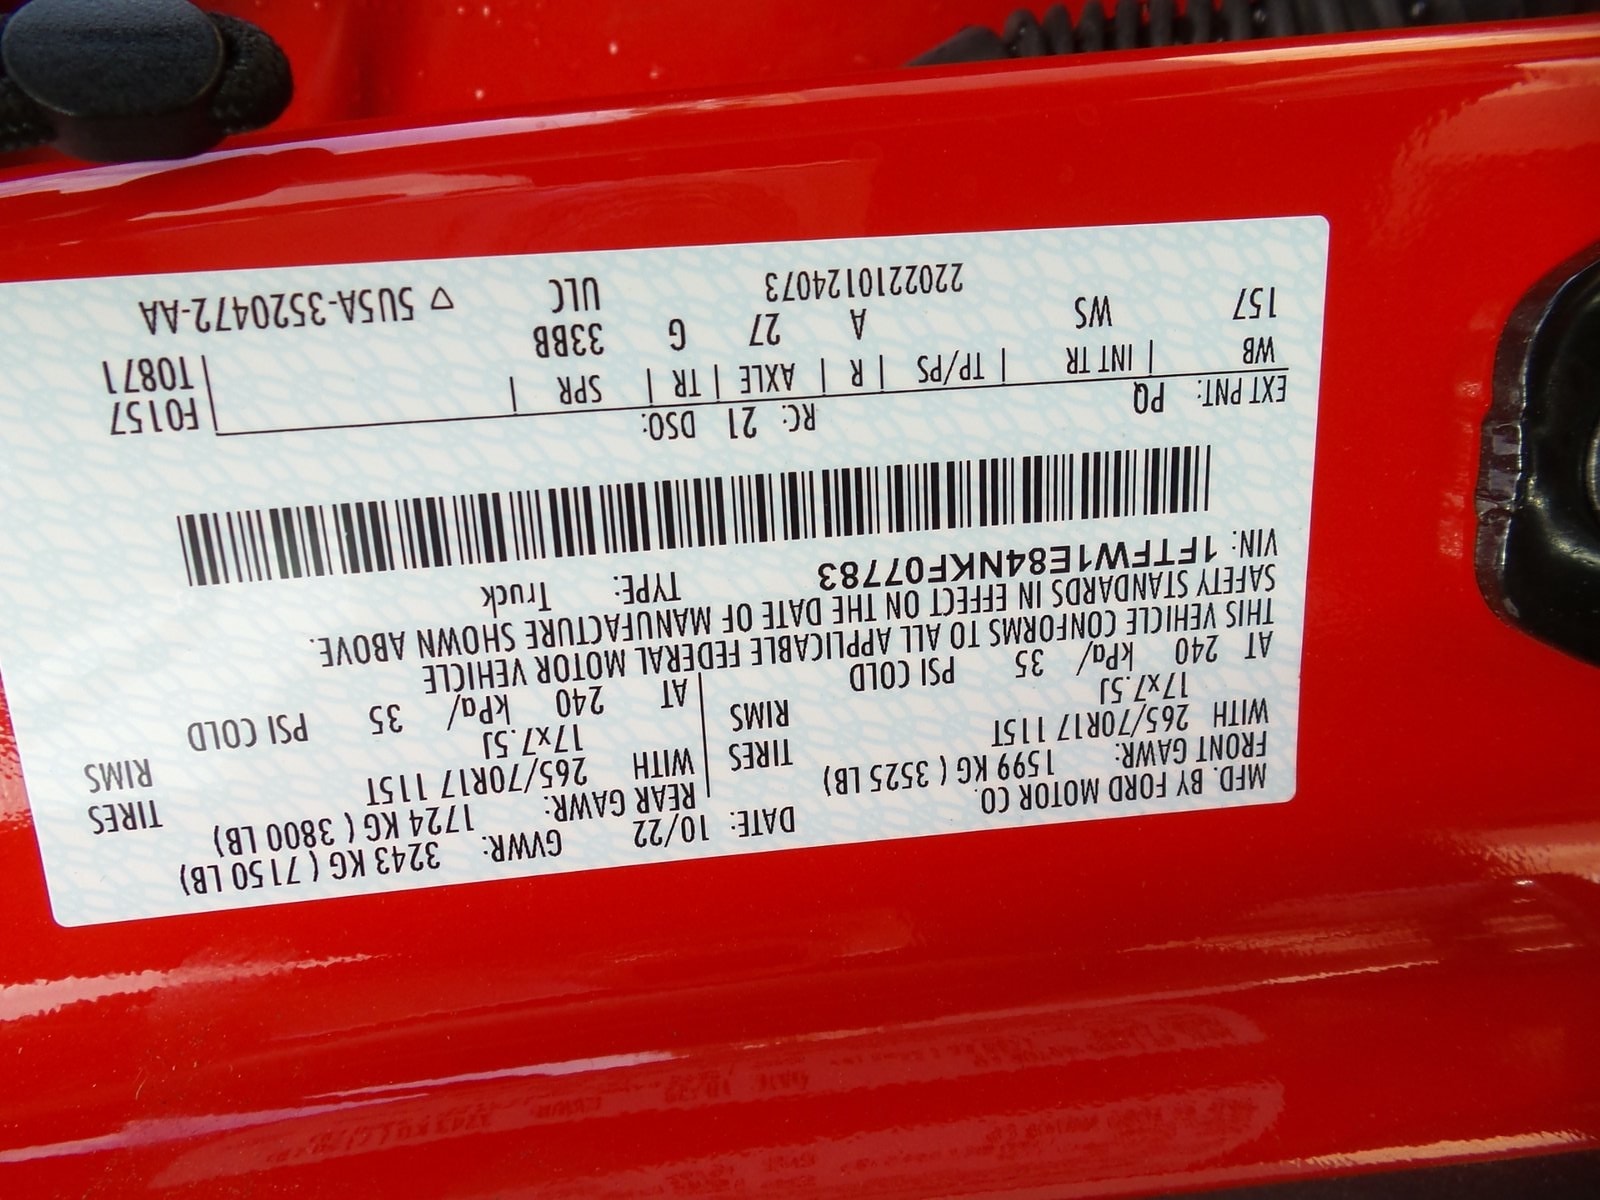 MFD. BY FORD MOTOR CO.
DATE: 10/22 GVWR: 3243 KG ( 7150 LB)
FRONT GAWR: 1599 KG ( 3525 LB) REAR GAWR: 1724 KG ( 3800 LB)
WITH 265/70R17 115T TIRES WITH 265/70R17 115T TIRES
17x7.5J RIMS 17x7.5J RIMS
AT 240 kPa/ 35 PSI COLD AT 240 kPa/ 35 PSI COLD
THIS VEHICLE CONFORMS TO ALL APPLICABLE FEDERAL MOTOR VEHICLE
SAFETY STANDARDS IN EFFECT ON THE DATE OF MANUFACTURE SHOWN ABOVE.
VIN: 1FTFW1E84NKF07783 TYPE: Truck
EXT PNT: PQ RC: 21 DSO: F0157
WB | INT TR | TP/PS | R | AXLE | TR | SPR | T0871
157 WS A 27 G 33BB
2202210124073 ULC ▽ 5U5A-3520472-AA